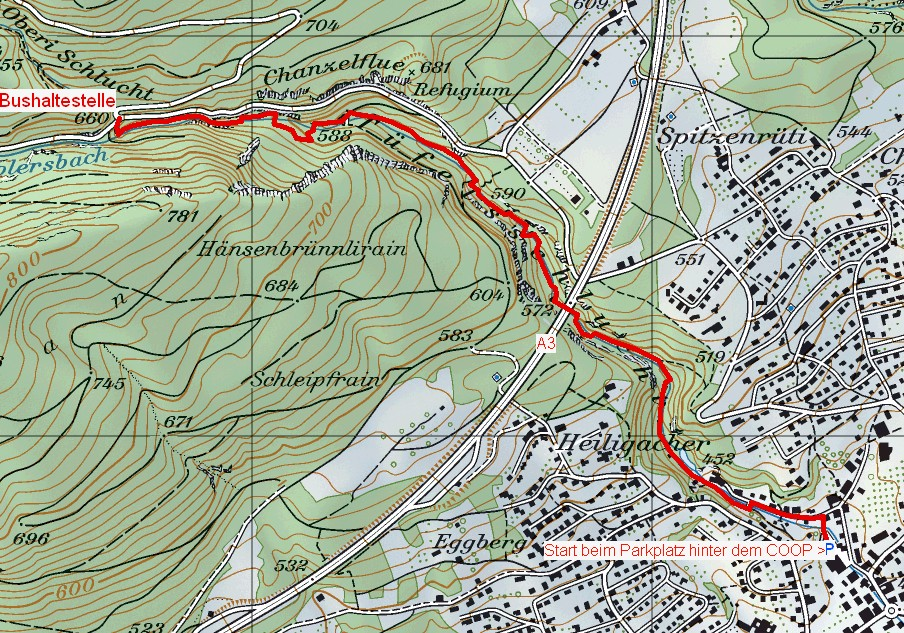 609
576
704
Oberi Schlucht
55
Chanzelflue
681
Refugium
Bushaltestelle
660
588
Spitzenrüti
544
590
781
700
Hänsenbrünnlirain
551
800
684
604
572
583
A3
519
745
Schleipfrain
671
Heiligacher
452
696
Eggberg
Start beim Parkplatz hinter dem COOP >P
532
600
523